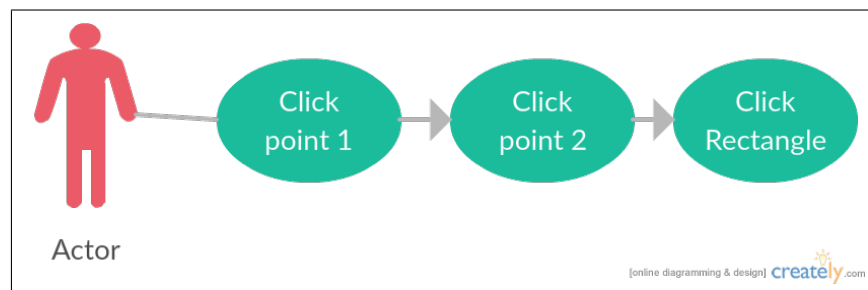 Click
point 1
Click
point 2
Click
Rectangle
Actor
[online diagramming & design] creately.com